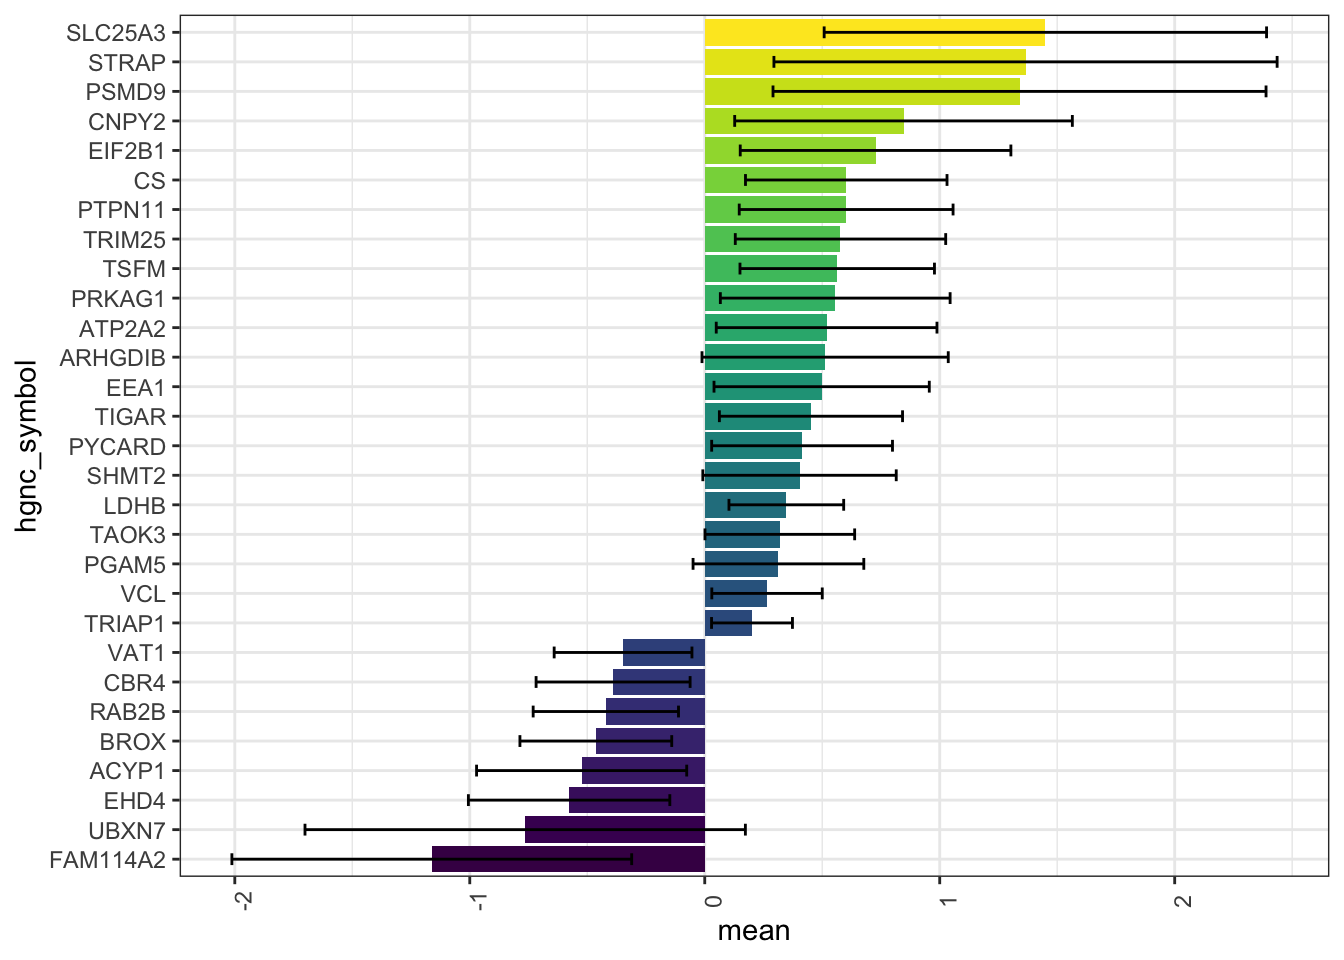 SLC25A3
STRAP
PSMD9
CNPY2
EIF2B1
CS
PTPN11
TRIM25
TSFM
PRKAG1
ATP2A2
ARHGDIB
EEA1
TIGAR
PYCARD
SHMT2
LDHB
TAOK3
PGAM5
VCL
TRIAP1
VAT1
CBR4
RAB2B
BROX
ACYP1
EHD4
UBXN7
FAM114A2
hgnc_symbol
-2 -1 0 1 2
mean